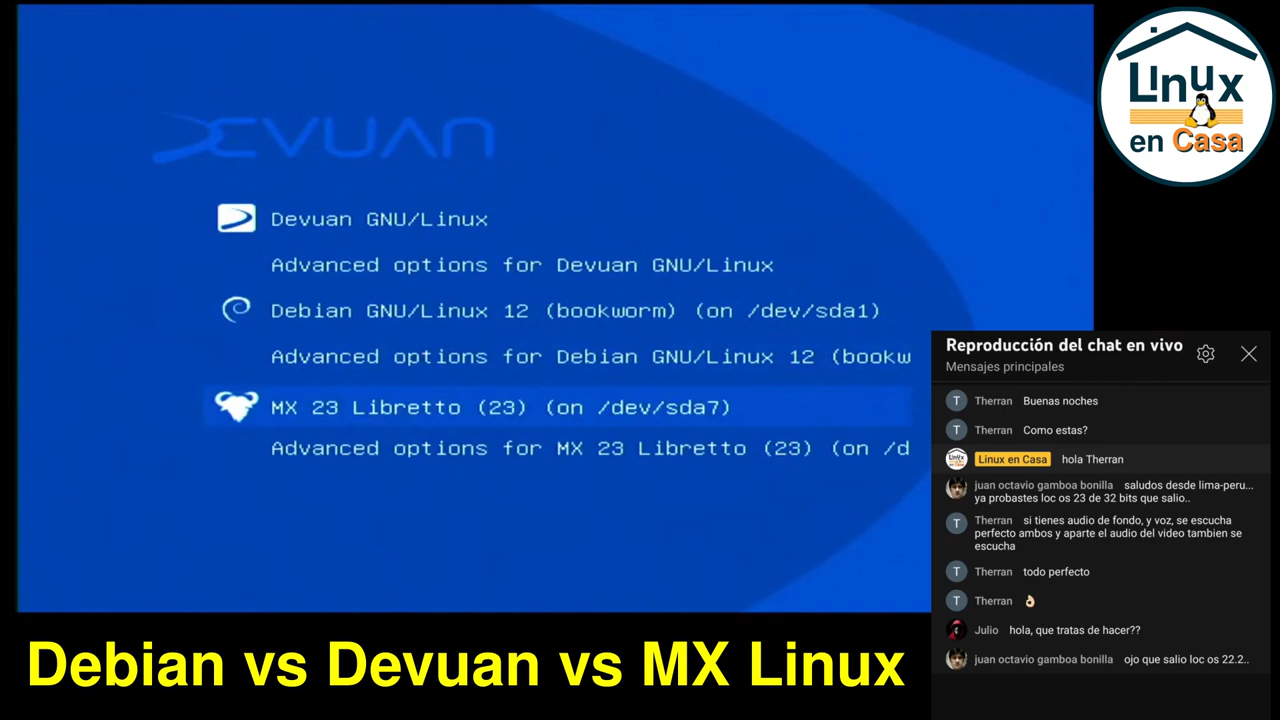 DEVUAN
Devuan GNU/Linux
Advanced options for Devuan GNU/Linux
Debian GNU/Linux 12 (bookworm) (on /dev/sda1)
Advanced options for Debian GNU/Linux 12 (bookw
MX 23 Libretto (23) (on /dev/sda7)
Advanced options for MX 23 Libretto (23) (on /d
Linux
en Casa
Reproducción del chat en vivo
Mensajes principales
T Therran Buenas noches
T Therran Como estas?
Linux en Casa Linux en Casa hola Therran
juan octavio gamboa bonilla saludos desde lima-peru...
ya probastes loc os 23 de 32 bits que salio..
T Therran si tienes audio de fondo, y voz, se escucha
perfecto ambos y aparte el audio del video tambien se
escucha
T Therran todo perfecto
T Therran 👌🏼
Julio hola, que tratas de hacer??
juan octavio gamboa bonilla ojo que salio loc os 22.2..
Debian vs Devuan vs MX Linux